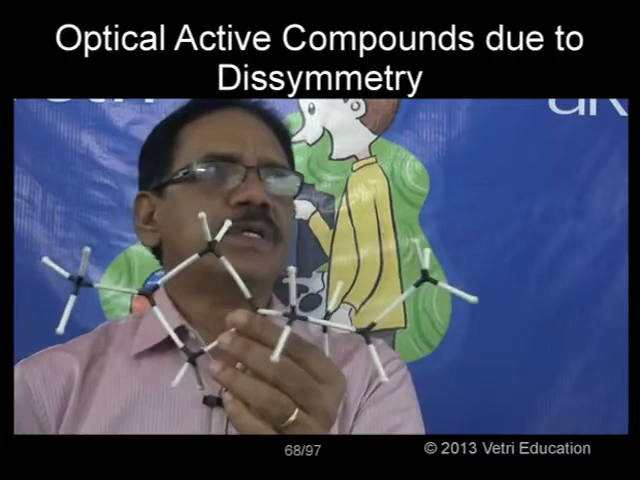 Optical Active Compounds due to
Dissymmetry
68/97
© 2013 Vetri Education